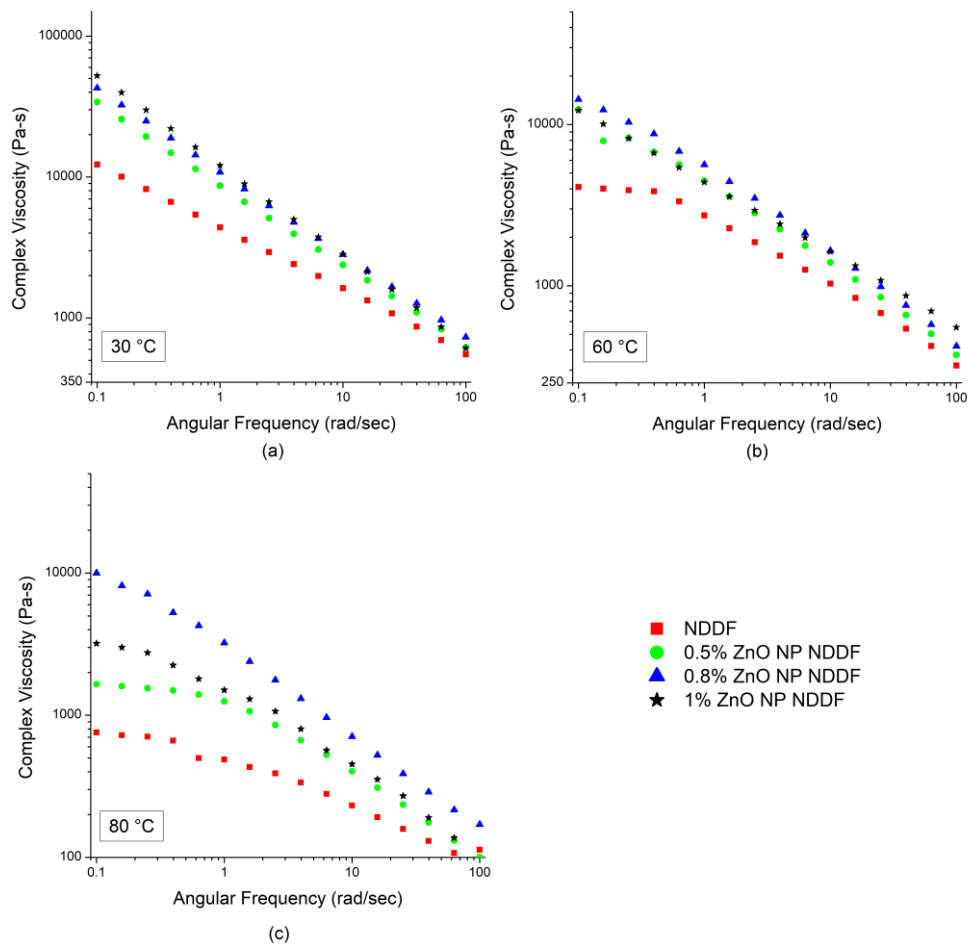 100000
10000
1000
350
Complex Viscosity (Pa-s)
30 °C
0.1
1
10
100
Angular Frequency (rad/sec)
(a)
10000
1000
250
Complex Viscosity (Pa-s)
60 °C
0.1
1
10
100
Angular Frequency (rad/sec)
(b)
10000
1000
100
Complex Viscosity (Pa-s)
80 °C
0.1
1
10
100
Angular Frequency (rad/sec)
(c)
NDDF
0.5% ZnO NP NDDF
0.8% ZnO NP NDDF
1% ZnO NP NDDF